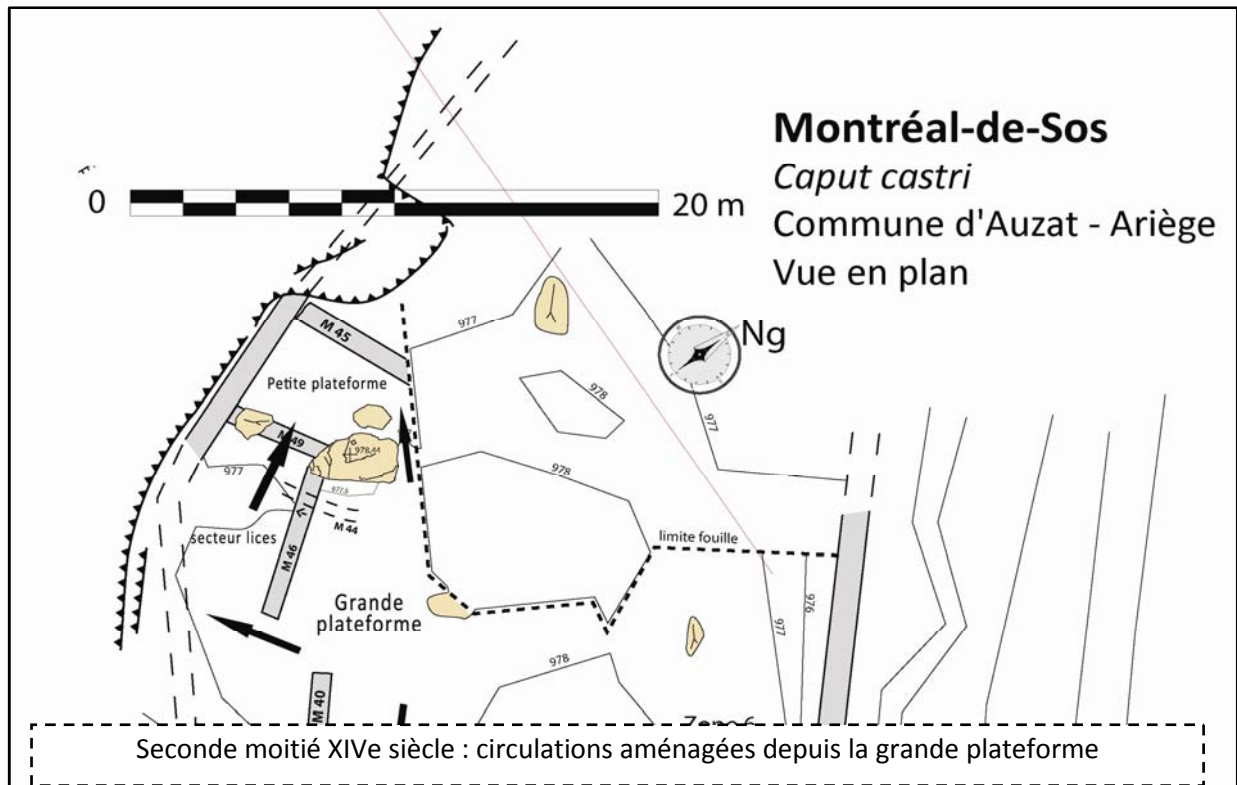 Montréal-de-Sos
Caput castri
Commune d'Auzat - Ariège
Vue en plan
0
20 m
Ng
M 45
977
978
977
Petite plateforme
M 49
978,44
977
977.5
M 44
978
secteur lices
M 46
limite fouille
Grande
plateforme
977
976
978
M 40
Seconde moitié XIVe siècle : circulations aménagées depuis la grande plateforme